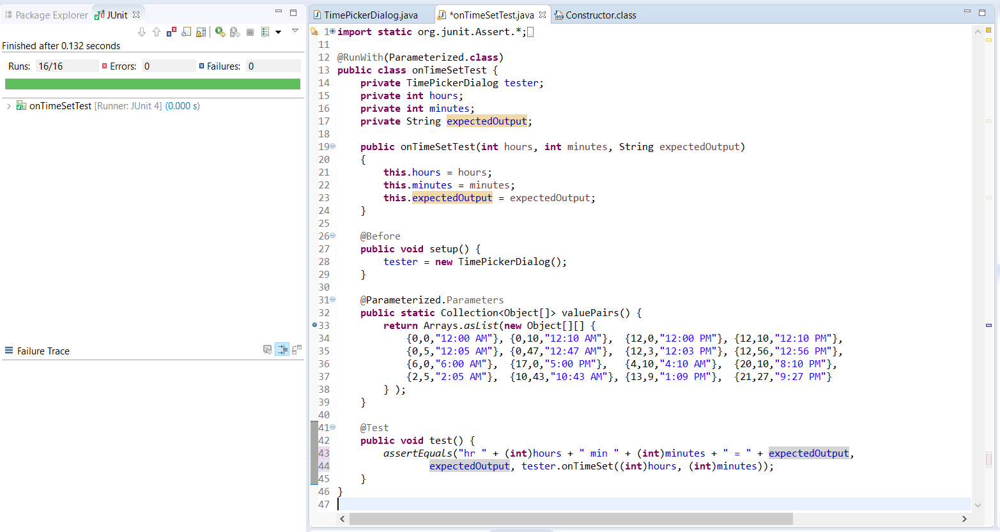 Package Explorer JUnit
Finished after 0.132 seconds
Runs: 16/16 Errors: 0 Failures: 0
onTimeSetTest [Runner: JUnit 4] (0.000 s)
Failure Trace
TimePickerDialog.java *onTimeSetTest.java Constructor.class
1 import static org.junit.Assert.*;
11
12 @RunWith(Parameterized.class)
13 public class onTimeSetTest {
14 private TimePickerDialog tester;
15 private int hours;
16 private int minutes;
17 private String expectedOutput;
18
19 public onTimeSetTest(int hours, int minutes, String expectedOutput)
20 {
21 this.hours = hours;
22 this.minutes = minutes;
23 this.expectedOutput = expectedOutput;
24 }
25
26 @Before
27 public void setup() {
28 tester = new TimePickerDialog();
29 }
30
31 @Parameterized.Parameters
32 public static Collection<Object[]> valuePairs() {
33 return Arrays.asList(new Object[][] {
34 {0,0,"12:00 AM"}, {0,10,"12:10 AM"}, {12,0,"12:00 PM"}, {12,10,"12:10 PM"},
35 {0,5,"12:05 AM"}, {0,47,"12:47 AM"}, {12,3,"12:03 PM"}, {12,56,"12:56 PM"},
36 {6,0,"6:00 AM"}, {17,0,"5:00 PM"}, {4,10,"4:10 AM"}, {20,10,"8:10 PM"},
37 {2,5,"2:05 AM"}, {10,43,"10:43 AM"}, {13,9,"1:09 PM"}, {21,27,"9:27 PM"}
38 } );
39 }
40
41 @Test
42 public void test() {
43 assertEquals("hr " + (int)hours + " min " + (int)minutes + " = " + expectedOutput,
44 expectedOutput, tester.onTimeSet((int)hours, (int)minutes));
45 }
46 }
47